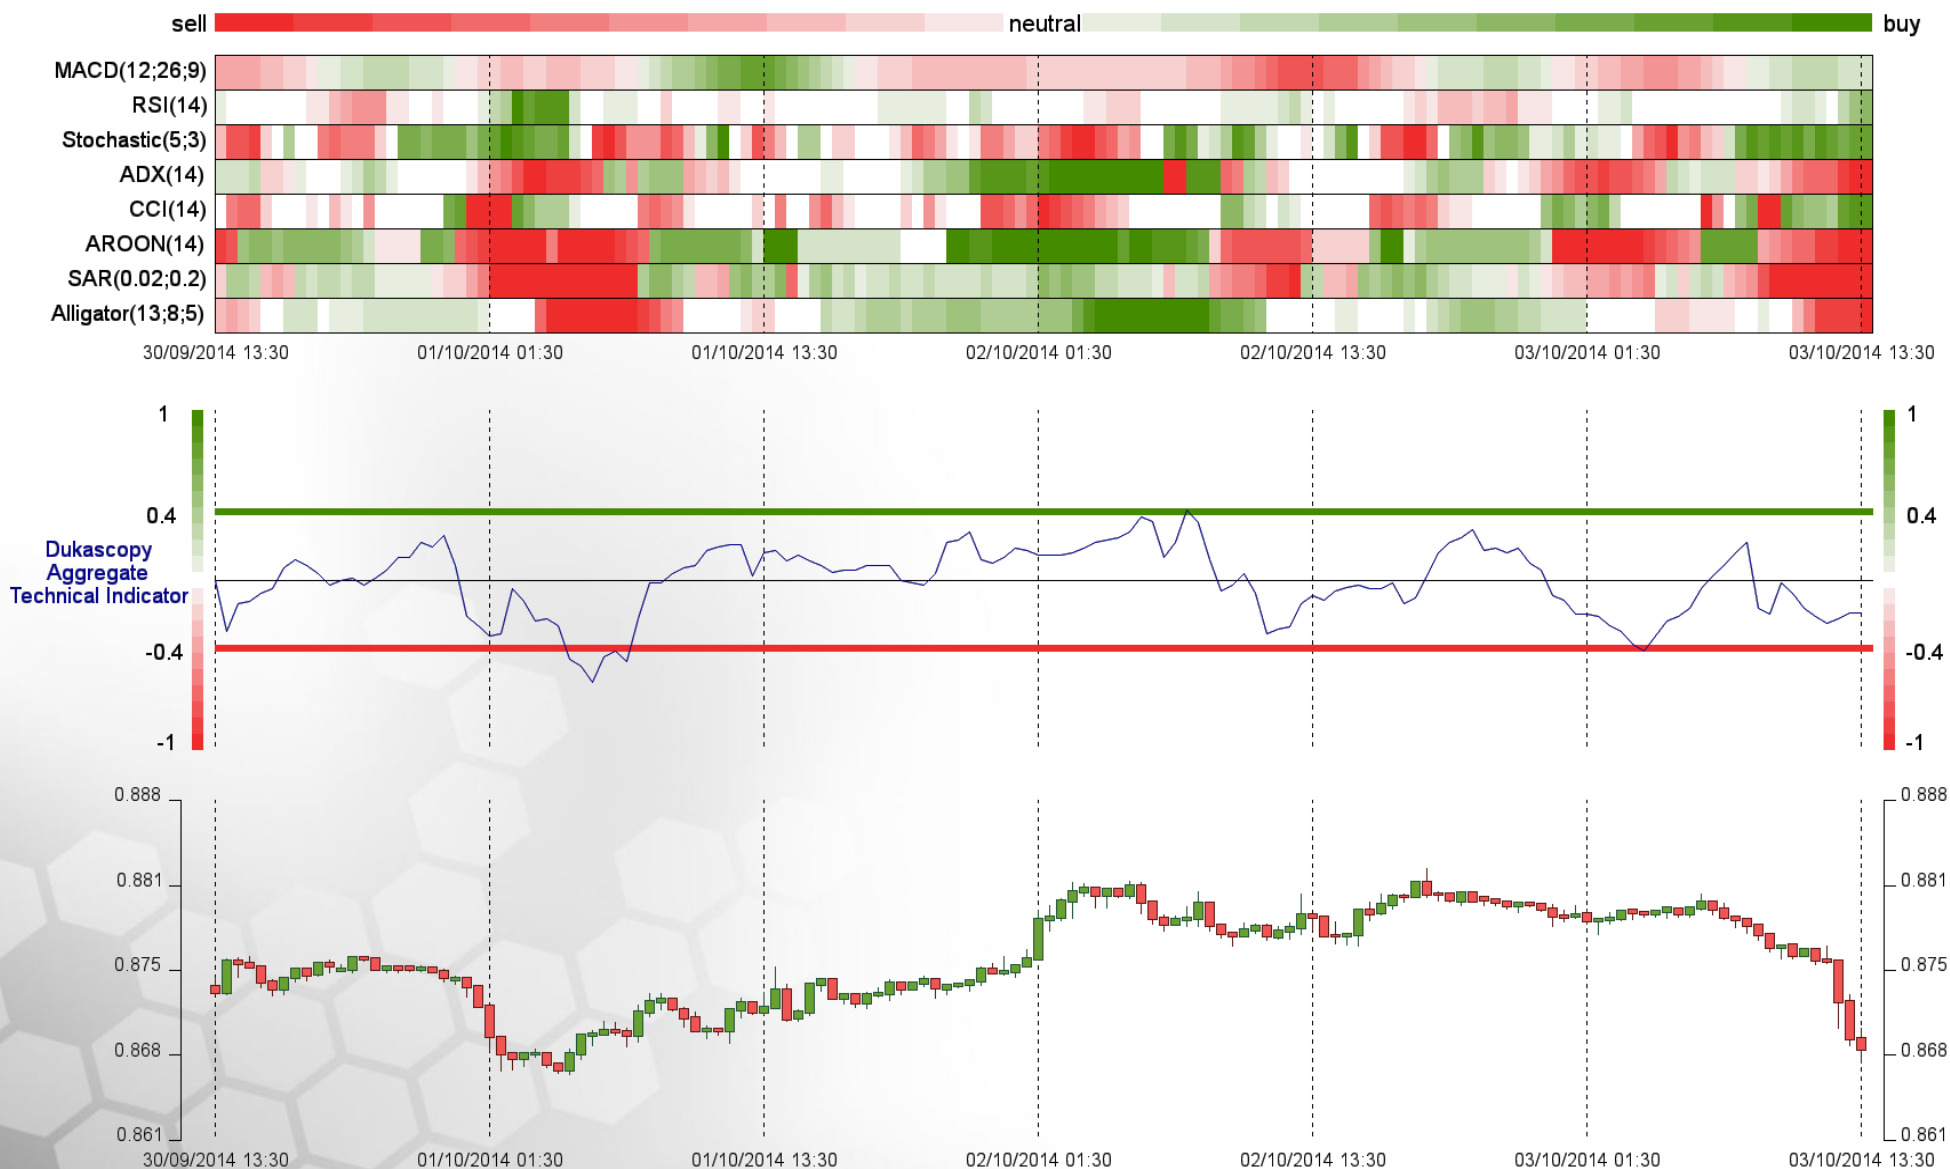 sell neutral buy
MACD(12;26;9)
RSI(14)
Stochastic(5;3)
ADX(14)
CCI(14)
AROON(14)
SAR(0.02;0.2)
Alligator(13;8;5)
30/09/2014 13:30 01/10/2014 01:30 01/10/2014 13:30 02/10/2014 01:30 02/10/2014 13:30 03/10/2014 01:30 03/10/2014 13:30
1 1
0.4 0.4
Dukascopy
Aggregate
Technical Indicator
-0.4 -0.4
-1 -1
0.888 0.888
0.881 0.881
0.875 0.875
0.868 0.868
0.861 0.861
30/09/2014 13:30 01/10/2014 01:30 01/10/2014 13:30 02/10/2014 01:30 02/10/2014 13:30 03/10/2014 01:30 03/10/2014 13:30